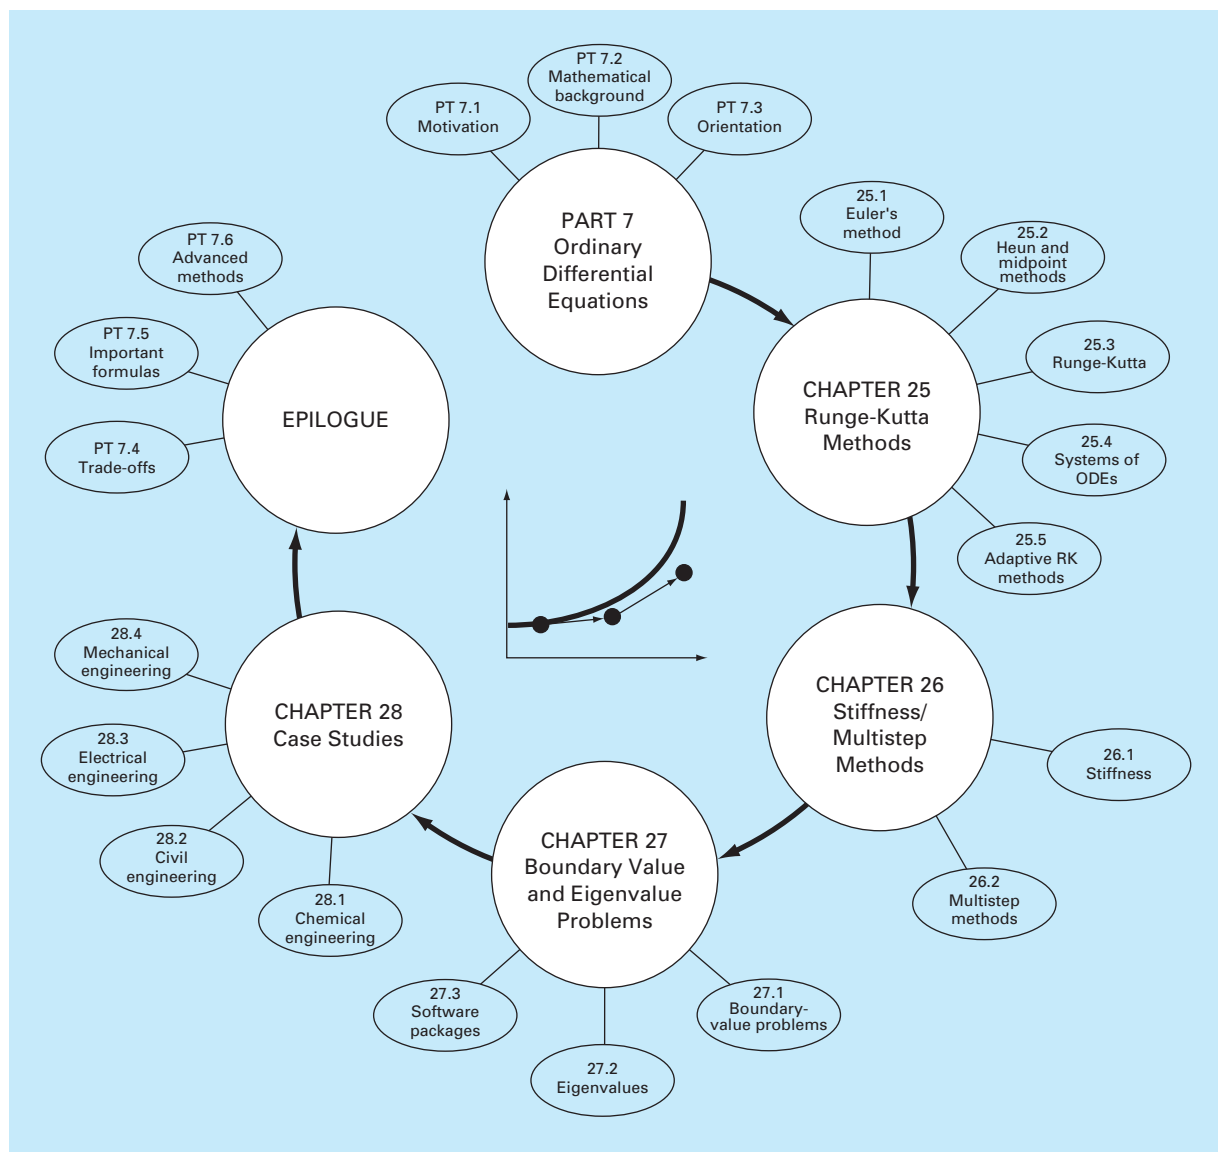 PT 7.1
Motivation
PT 7.2
Mathematical
background
PT 7.3
Orientation
PART 7
Ordinary
Differential
Equations
25.1
Euler's
method
25.2
Heun and
midpoint
methods
25.3
Runge-Kutta
25.4
Systems of
ODEs
25.5
Adaptive RK
methods
CHAPTER 25
Runge-Kutta
Methods
CHAPTER 26
Stiffness/
Multistep
Methods
26.1
Stiffness
26.2
Multistep
methods
CHAPTER 27
Boundary Value
and Eigenvalue
Problems
27.1
Boundary-
value problems
27.2
Eigenvalues
27.3
Software
packages
CHAPTER 28
Case Studies
28.1
Chemical
engineering
28.2
Civil
engineering
28.3
Electrical
engineering
28.4
Mechanical
engineering
EPILOGUE
PT 7.4
Trade-offs
PT 7.5
Important
formulas
PT 7.6
Advanced
methods